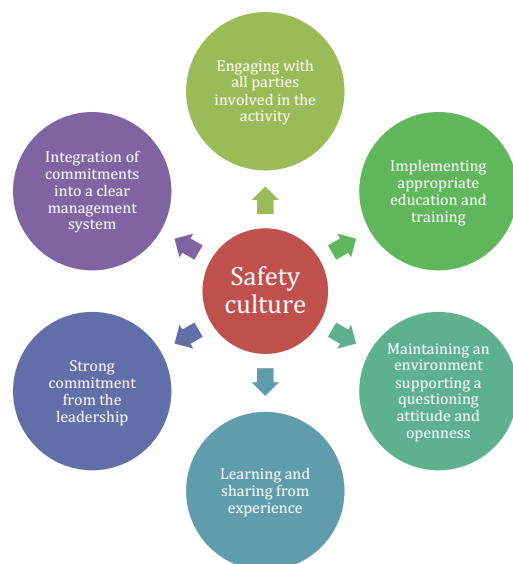 Engaging with
all parties
involved in the
activity
Implementing
appropriate
education and
training
Maintaining an
environment
supporting a
questioning
attitude and
openness
Learning and
sharing from
experience
Strong
commitment
from the
leadership
Integration of
commitments
into a clear
management
system
Safety
culture